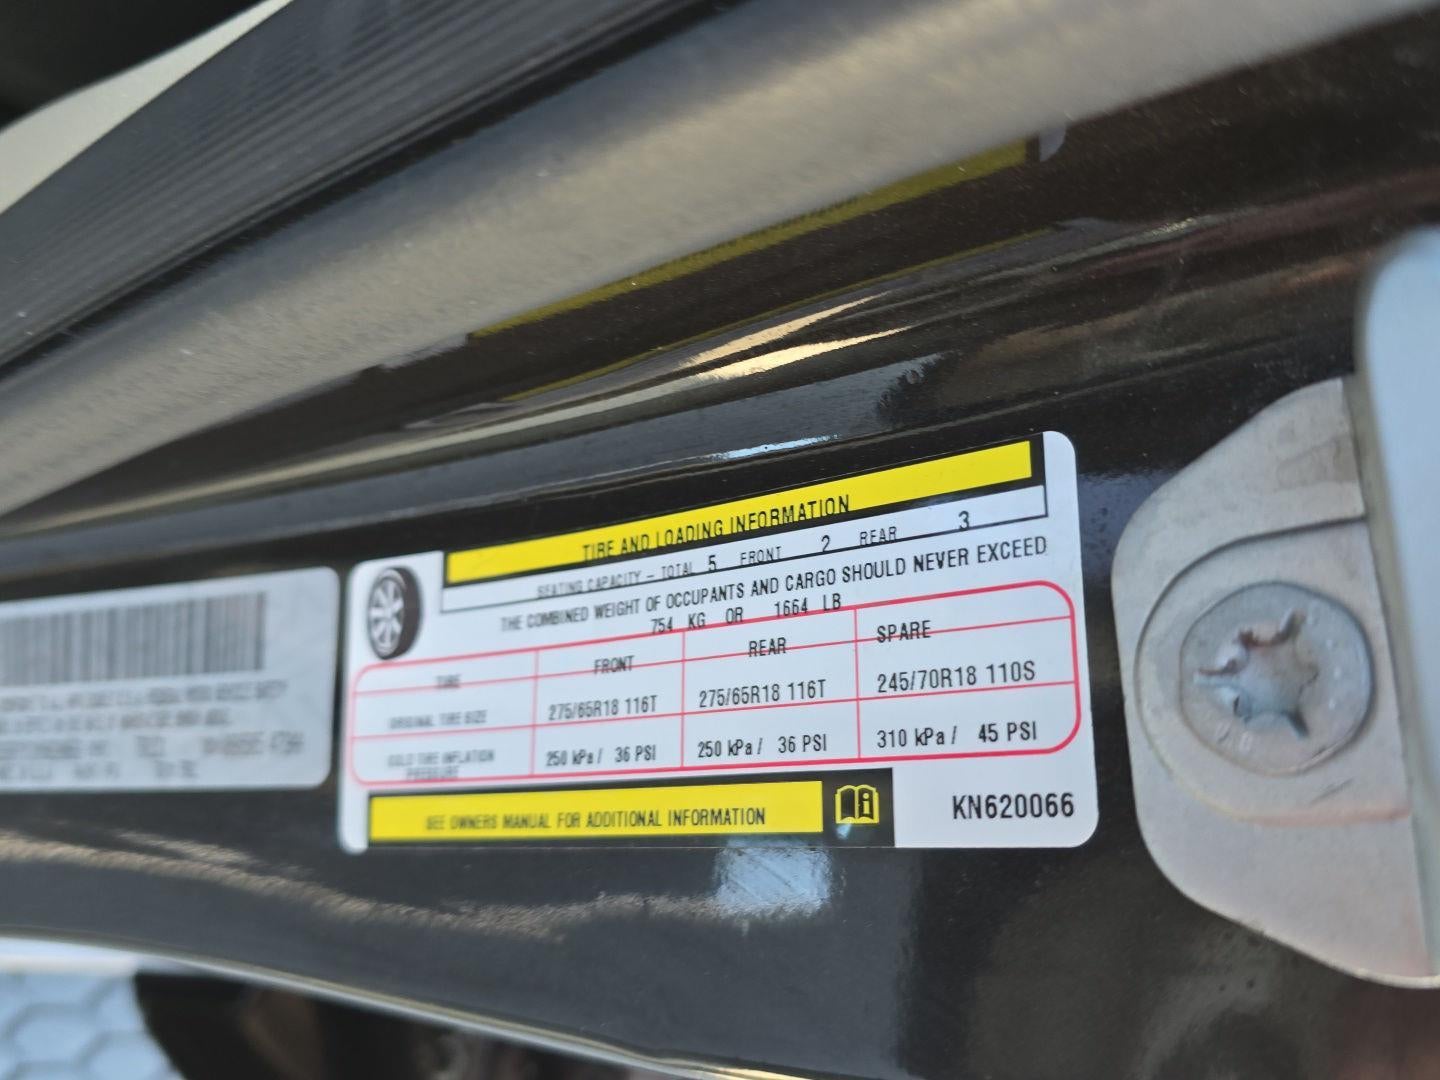 TIRE AND LOADING INFORMATION
SEATING CAPACITY – TOTAL 5 FRONT 2 REAR 3
THE COMBINED WEIGHT OF OCCUPANTS AND CARGO SHOULD NEVER EXCEED
754 KG OR 1664 LB
TIRE FRONT REAR SPARE
ORIGINAL TIRE SIZE 275/65R18 116T 275/65R18 116T 245/70R18 110S
COLD TIRE INFLATION PRESSURE 250 kPa / 36 PSI 250 kPa / 36 PSI 310 kPa / 45 PSI
SEE OWNERS MANUAL FOR ADDITIONAL INFORMATION
KN620066